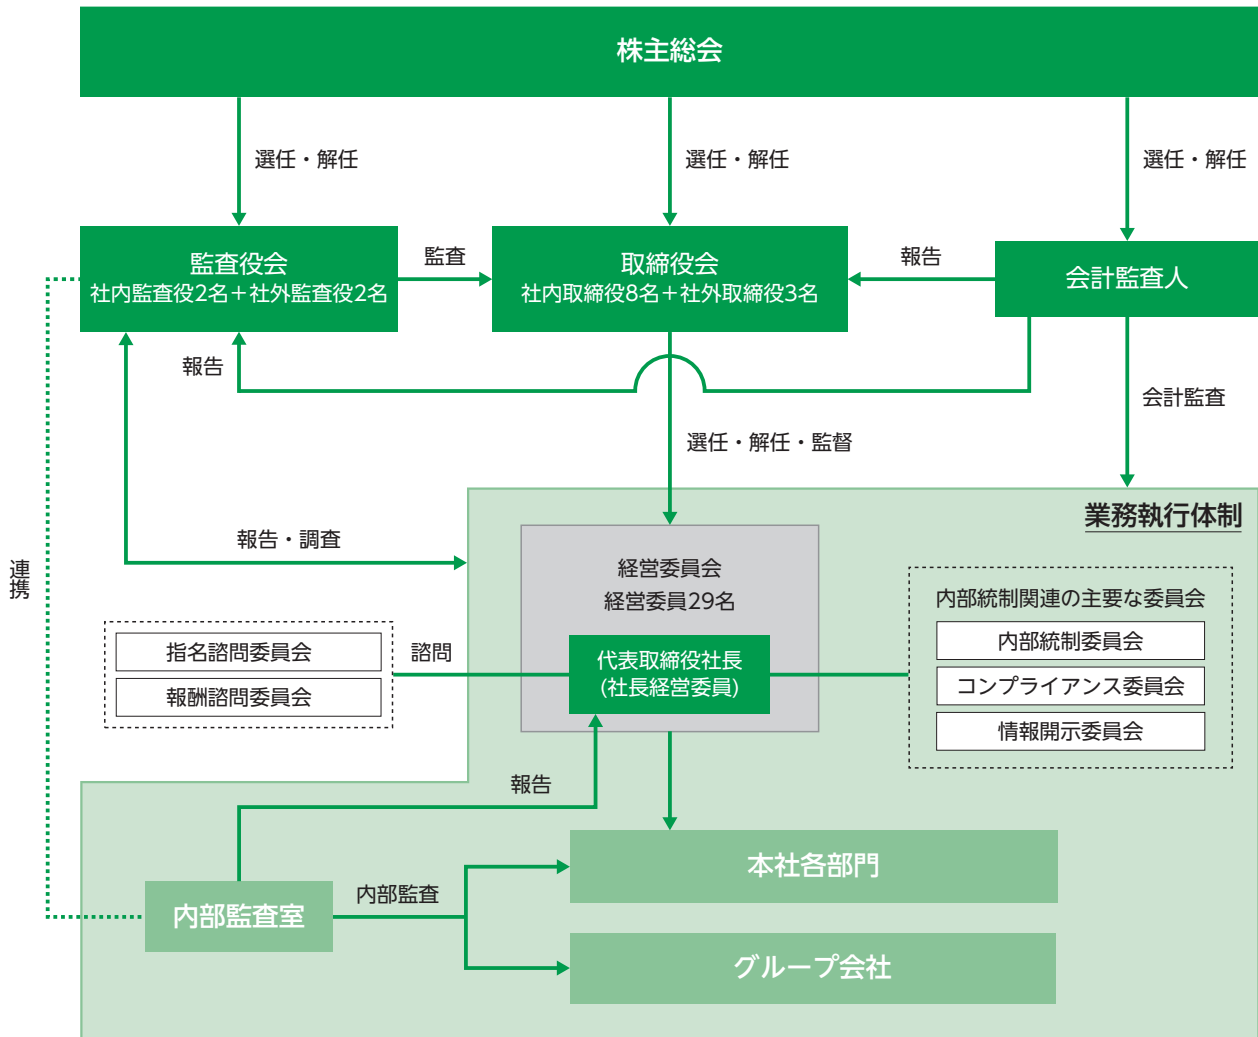 株主総会
選任・解任
選任・解任
選任・解任
監査役会
社内監査役2名＋社外監査役2名
監査
取締役会
社内取締役8名＋社外取締役3名
報告
会計監査人
報告
会計監査
選任・解任・監督
業務執行体制
報告・調査
連携
経営委員会
経営委員29名
内部統制関連の主要な委員会
内部統制委員会
コンプライアンス委員会
情報開示委員会
指名諮問委員会
報酬諮問委員会
諮問
代表取締役社長
(社長経営委員)
報告
本社各部門
内部監査
内部監査室
グループ会社